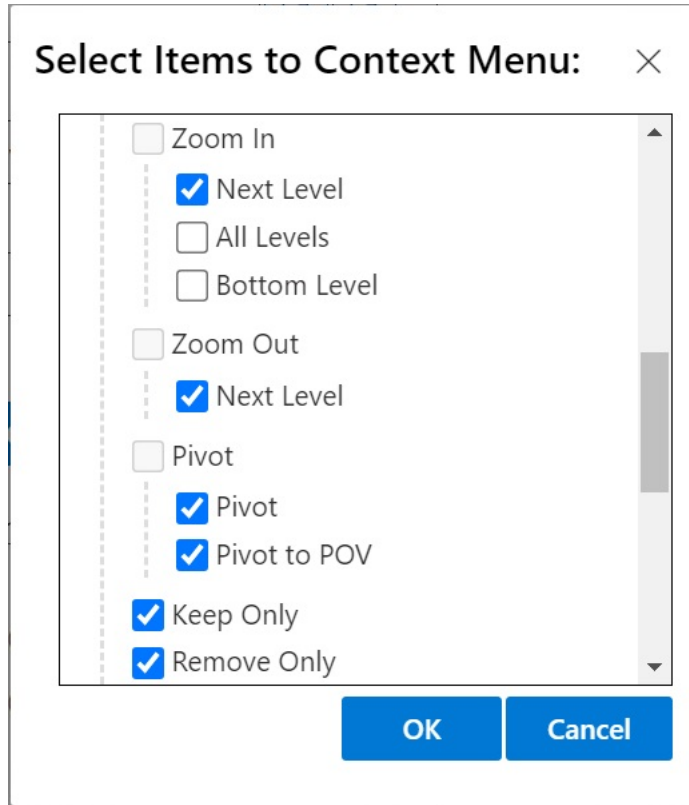 Select Items to Context Menu:
Zoom In
Next Level
All Levels
Bottom Level
Zoom Out
Next Level
Pivot
Pivot
Pivot to POV
Keep Only
Remove Only
OK Cancel